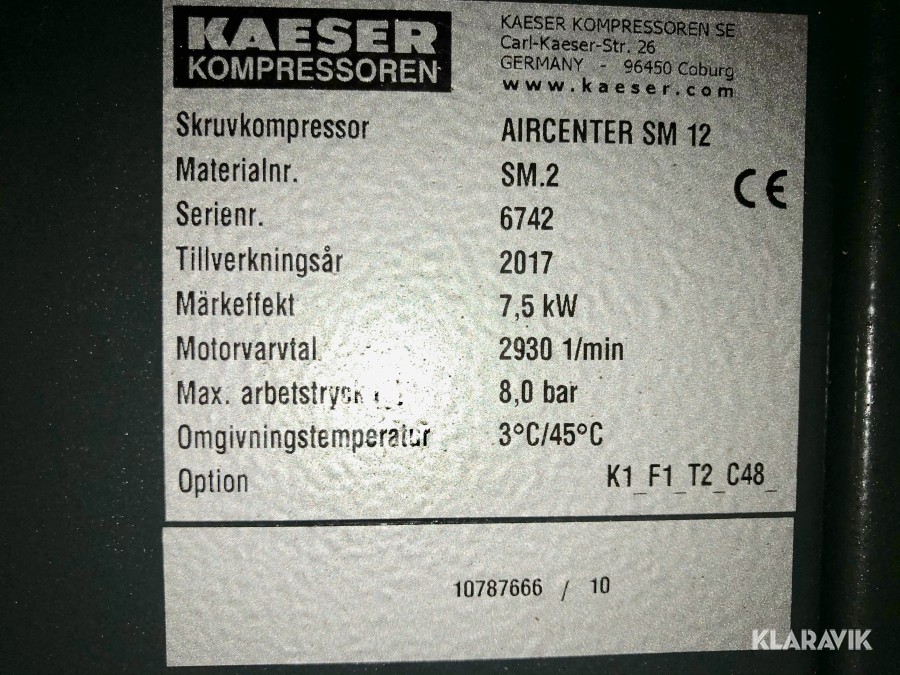 KAESER
KOMPRESSOREN
KAESER KOMPRESSOREN SE
Carl-Kaeser-Str. 26
GERMANY - 96450 Coburg
www.kaeser.com
Skruvkompressor AIRCENTER SM 12
Materialnr. SM.2
CE
Serienr. 6742
Tillverkningsår 2017
Märkeffekt 7,5 kW
Motorvarvtal 2930 1/min
Max. 8,0 bar
Omgivningstemperatur 3°C/45°C
Option K1_F1_T2_C48_
10787666 / 10
KLARAVIK